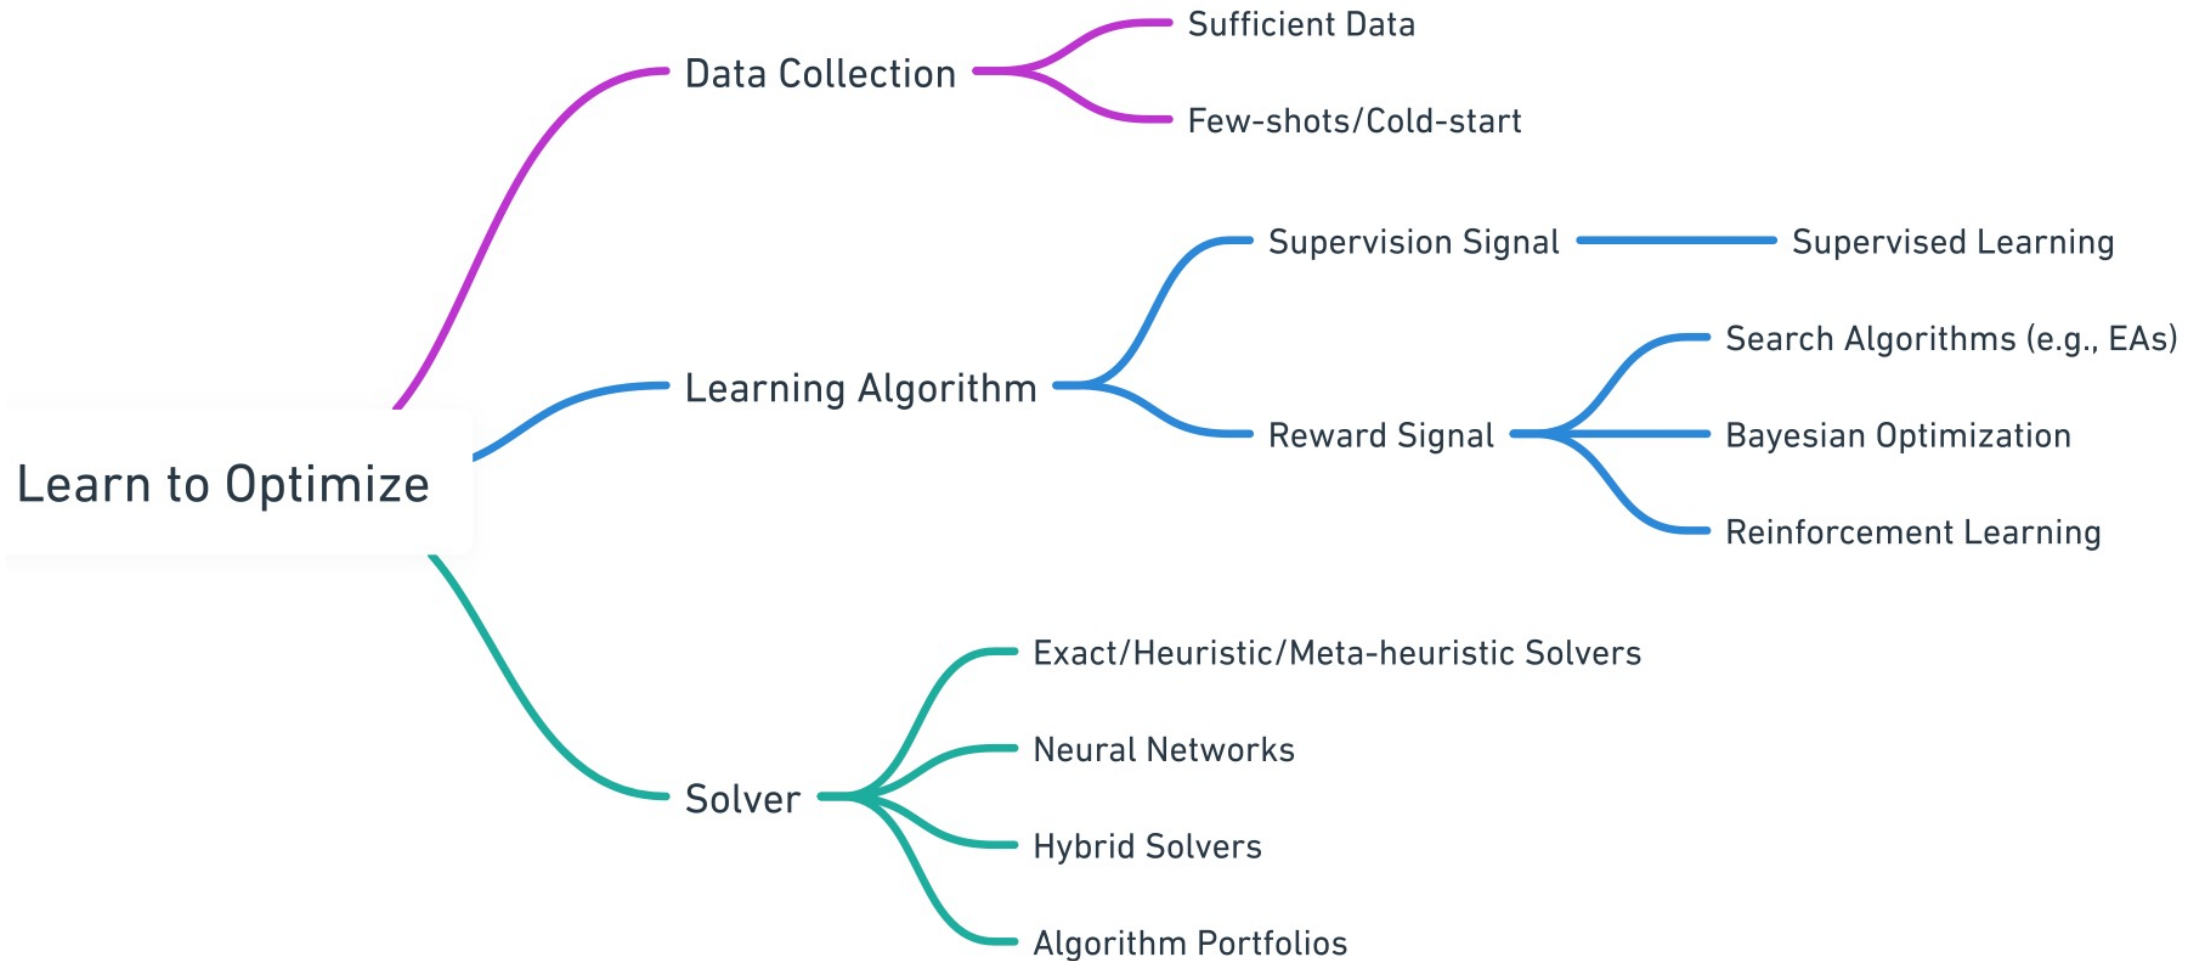 Learn to Optimize
Data Collection
Sufficient Data
Few-shots/Cold-start
Learning Algorithm
Supervision Signal
Supervised Learning
Reward Signal
Search Algorithms (e.g., EAs)
Bayesian Optimization
Reinforcement Learning
Solver
Exact/Heuristic/Meta-heuristic Solvers
Neural Networks
Hybrid Solvers
Algorithm Portfolios